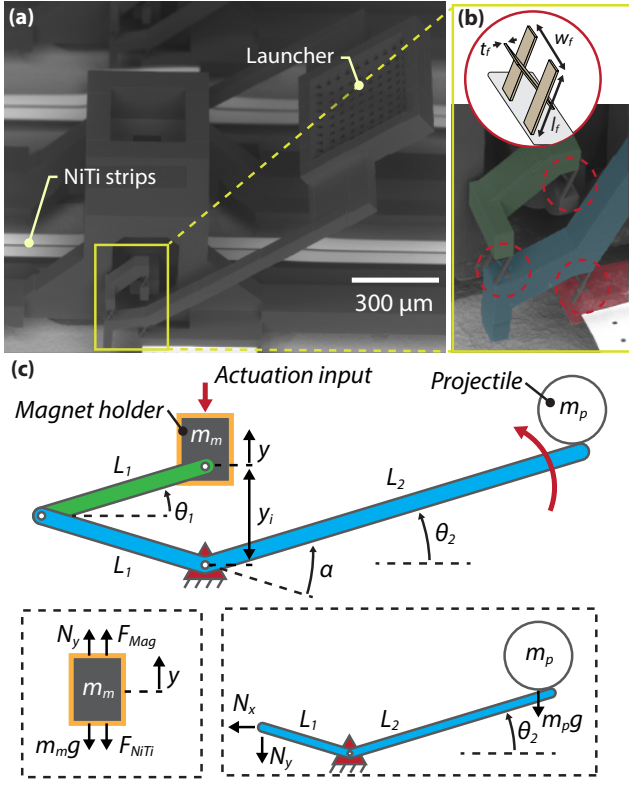 (a)
Launcher
NiTi strips
300 µm
(b)
t_f
w_f
l_f
(c)
Actuation input
Projectile
Magnet holder
m_m
m_p
y
L_1
L_2
θ_1
y_i
θ_2
L_1
α
N_y F_Mag
m_m y
m_m g F_NiTi
m_p
N_x L_1 L_2
m_p g
N_y θ_2